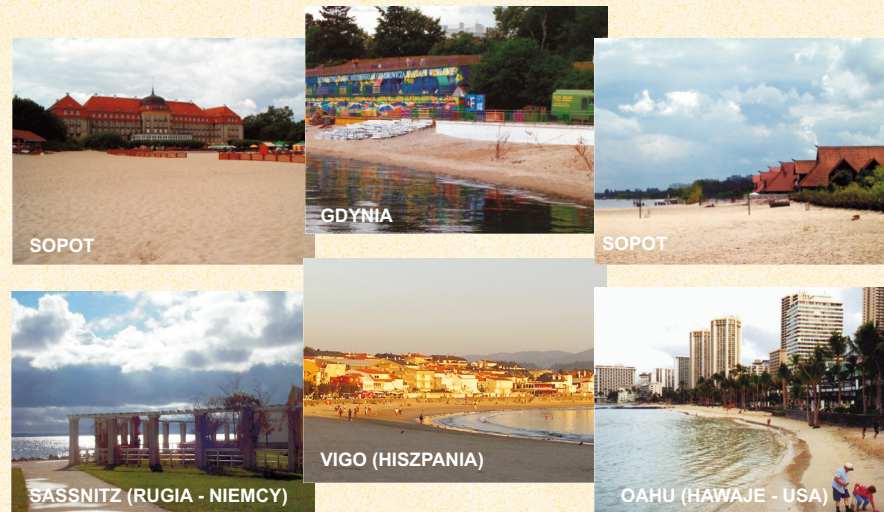 GDYNIA
SOPOT
SOPOT
VIGO (HISZPANIA)
SASSNITZ (RUGIA - NIEMCY)
OAHU (HAWAJE - USA)